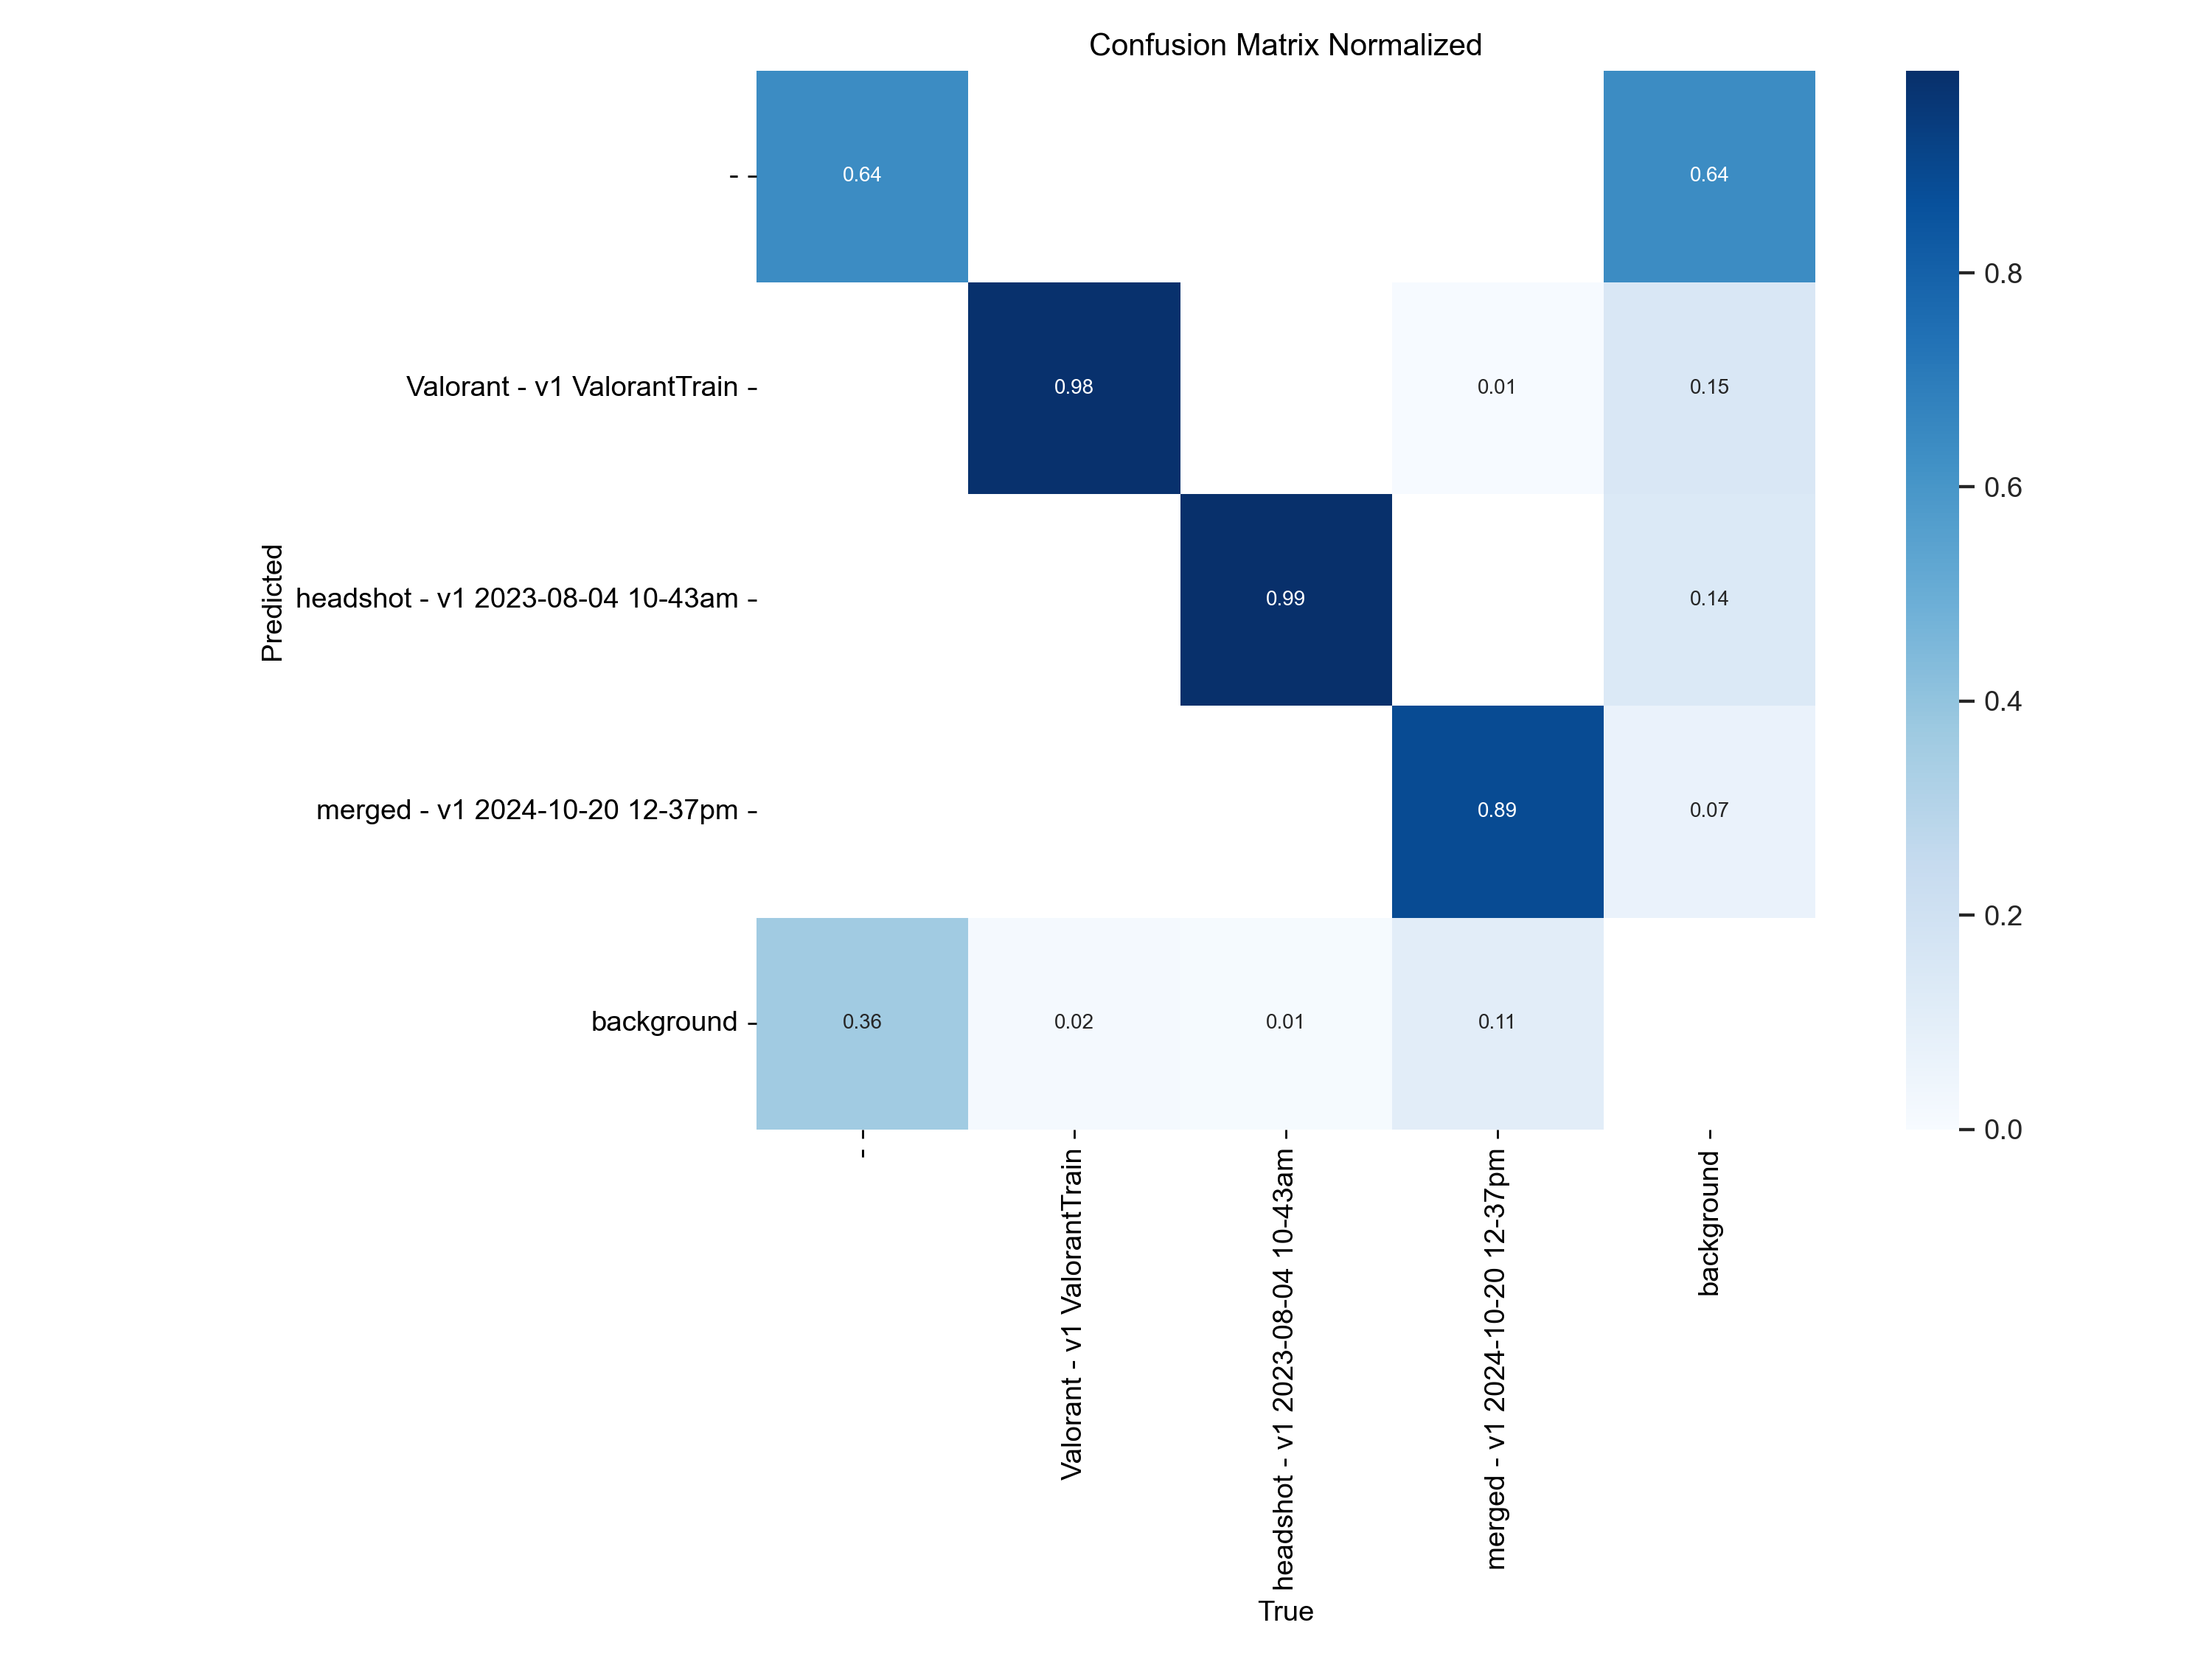 Confusion Matrix Normalized
-
0.64
0.64
Valorant - v1 ValorantTrain
0.98
0.01
0.15
headshot - v1 2023-08-04 10-43am
0.99
0.14
merged - v1 2024-10-20 12-37pm
0.89
0.07
background
0.36
0.02
0.01
0.11
Predicted
-
Valorant - v1 ValorantTrain
headshot - v1 2023-08-04 10-43am
merged - v1 2024-10-20 12-37pm
background
True
0.8
0.6
0.4
0.2
0.0